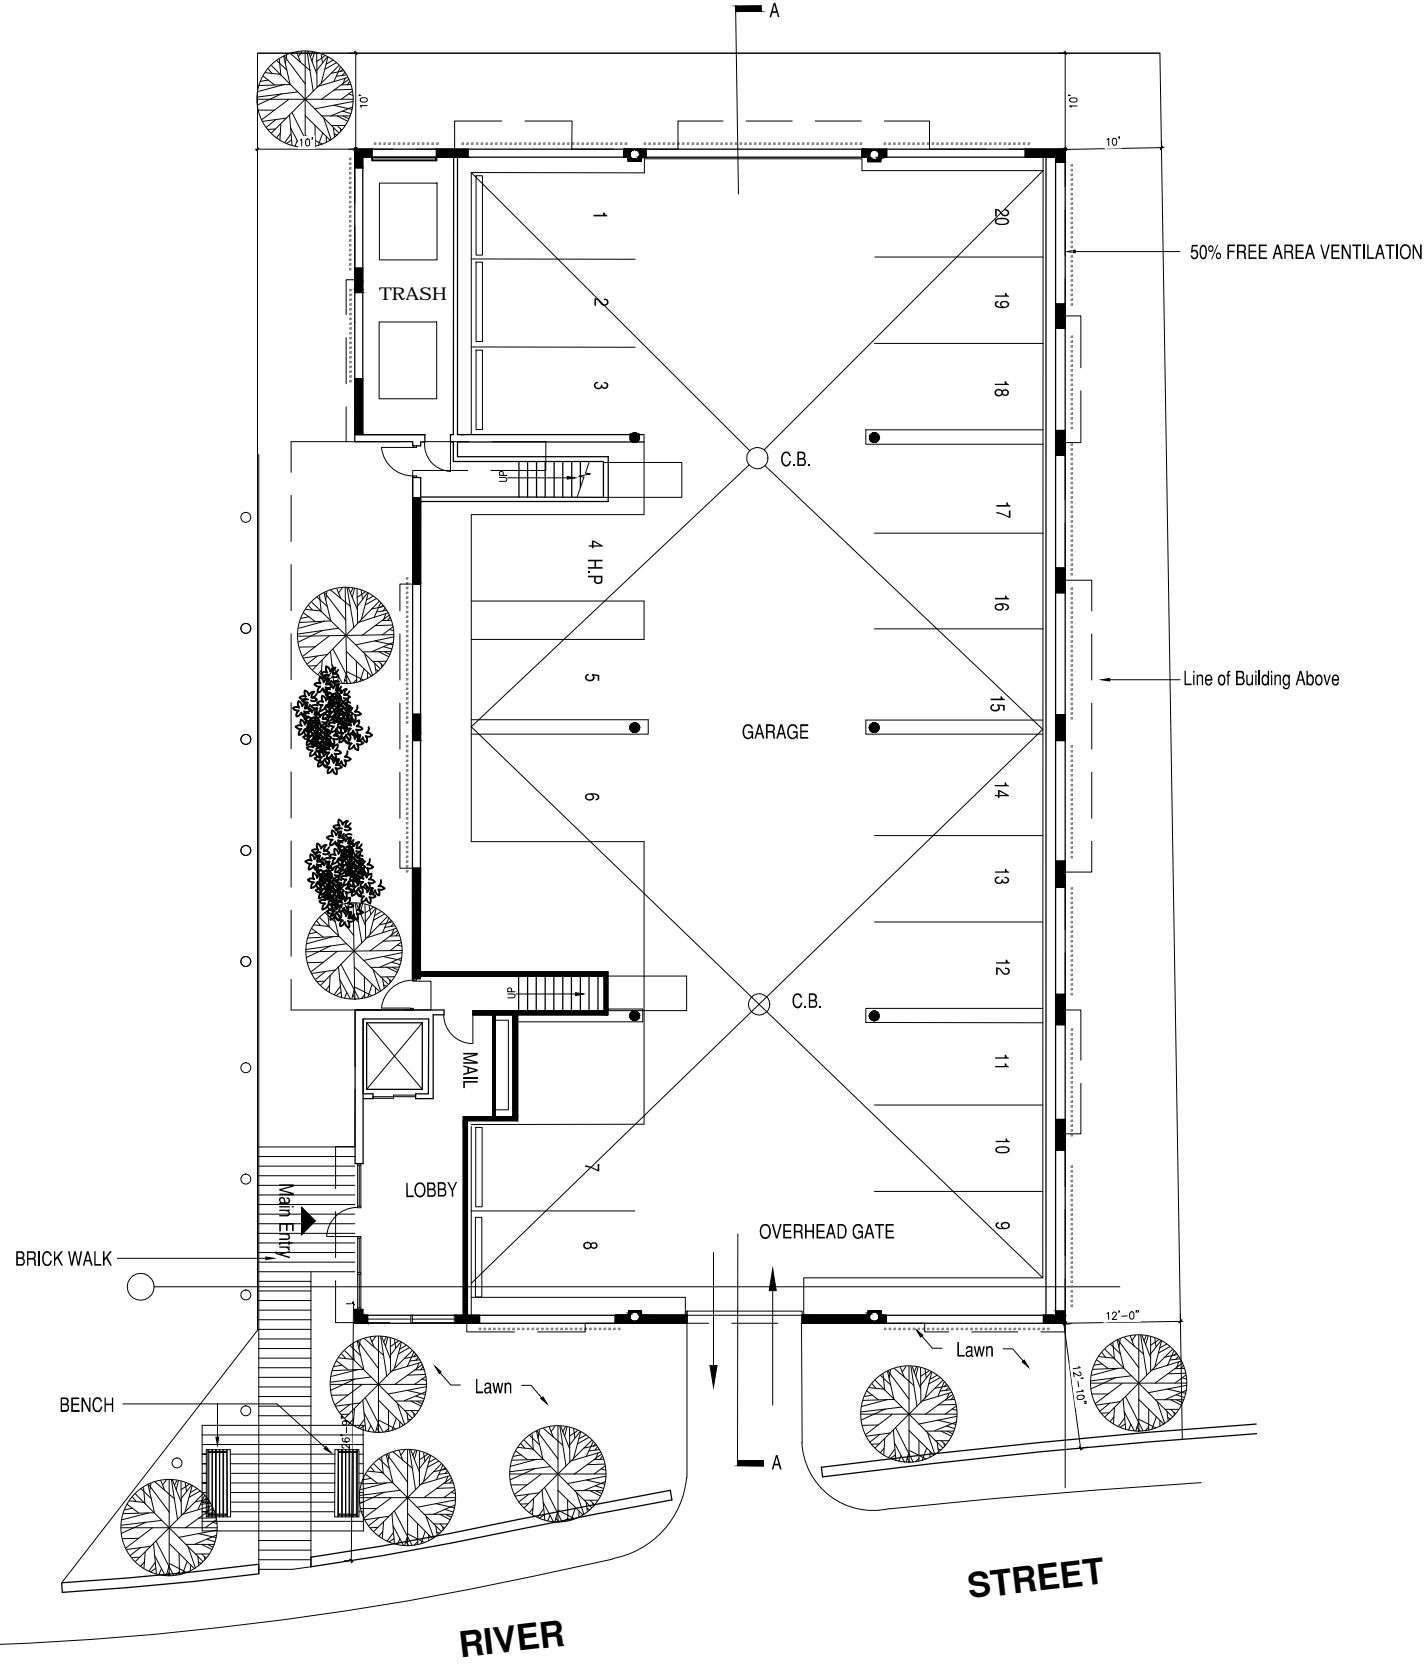 A
10'
10'
10'
10'
1
20
50% FREE AREA VENTILATION
TRASH
2
19
3
18
C.B.
UP
17
4 H.P
16
5
Line of Building Above
15
GARAGE
6
14
13
12
UP
C.B.
MAIL
11
10
7
LOBBY
Main Entry
9
OVERHEAD GATE
8
BRICK WALK
12'-0"
Lawn
Lawn
12'-10"
BENCH
A
STREET
RIVER